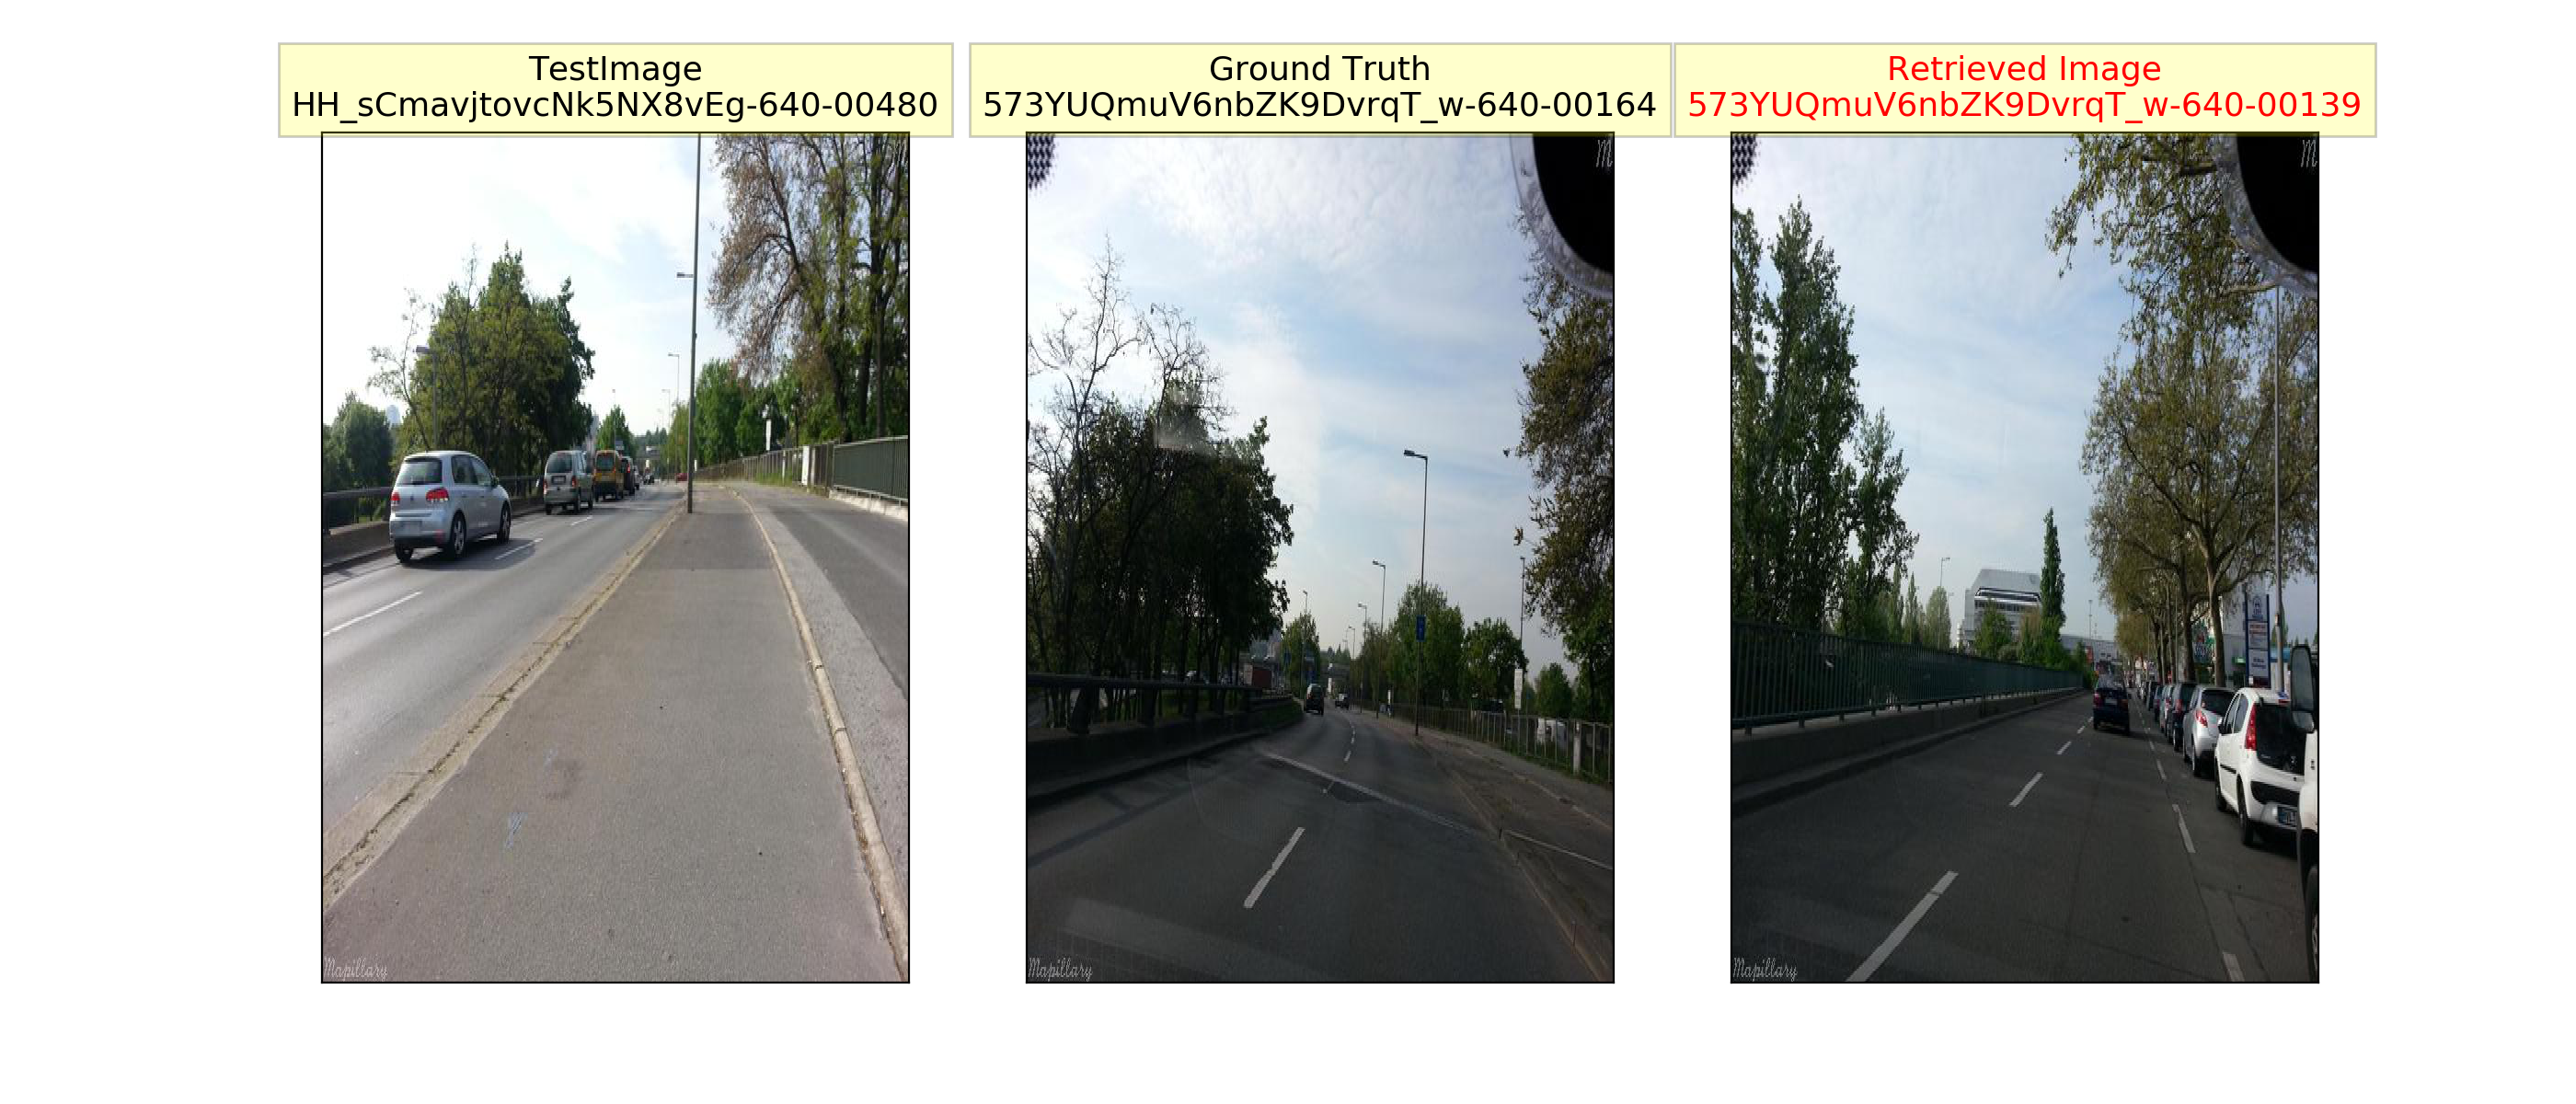 TestImage
HH_sCmavjtovcNk5NX8vEg-640-00480
Ground Truth
573YUQmuV6nbZK9DvrqT_w-640-00164
Retrieved Image
573YUQmuV6nbZK9DvrqT_w-640-00139
M
M
Mapillary
Mapillary
Mapillary